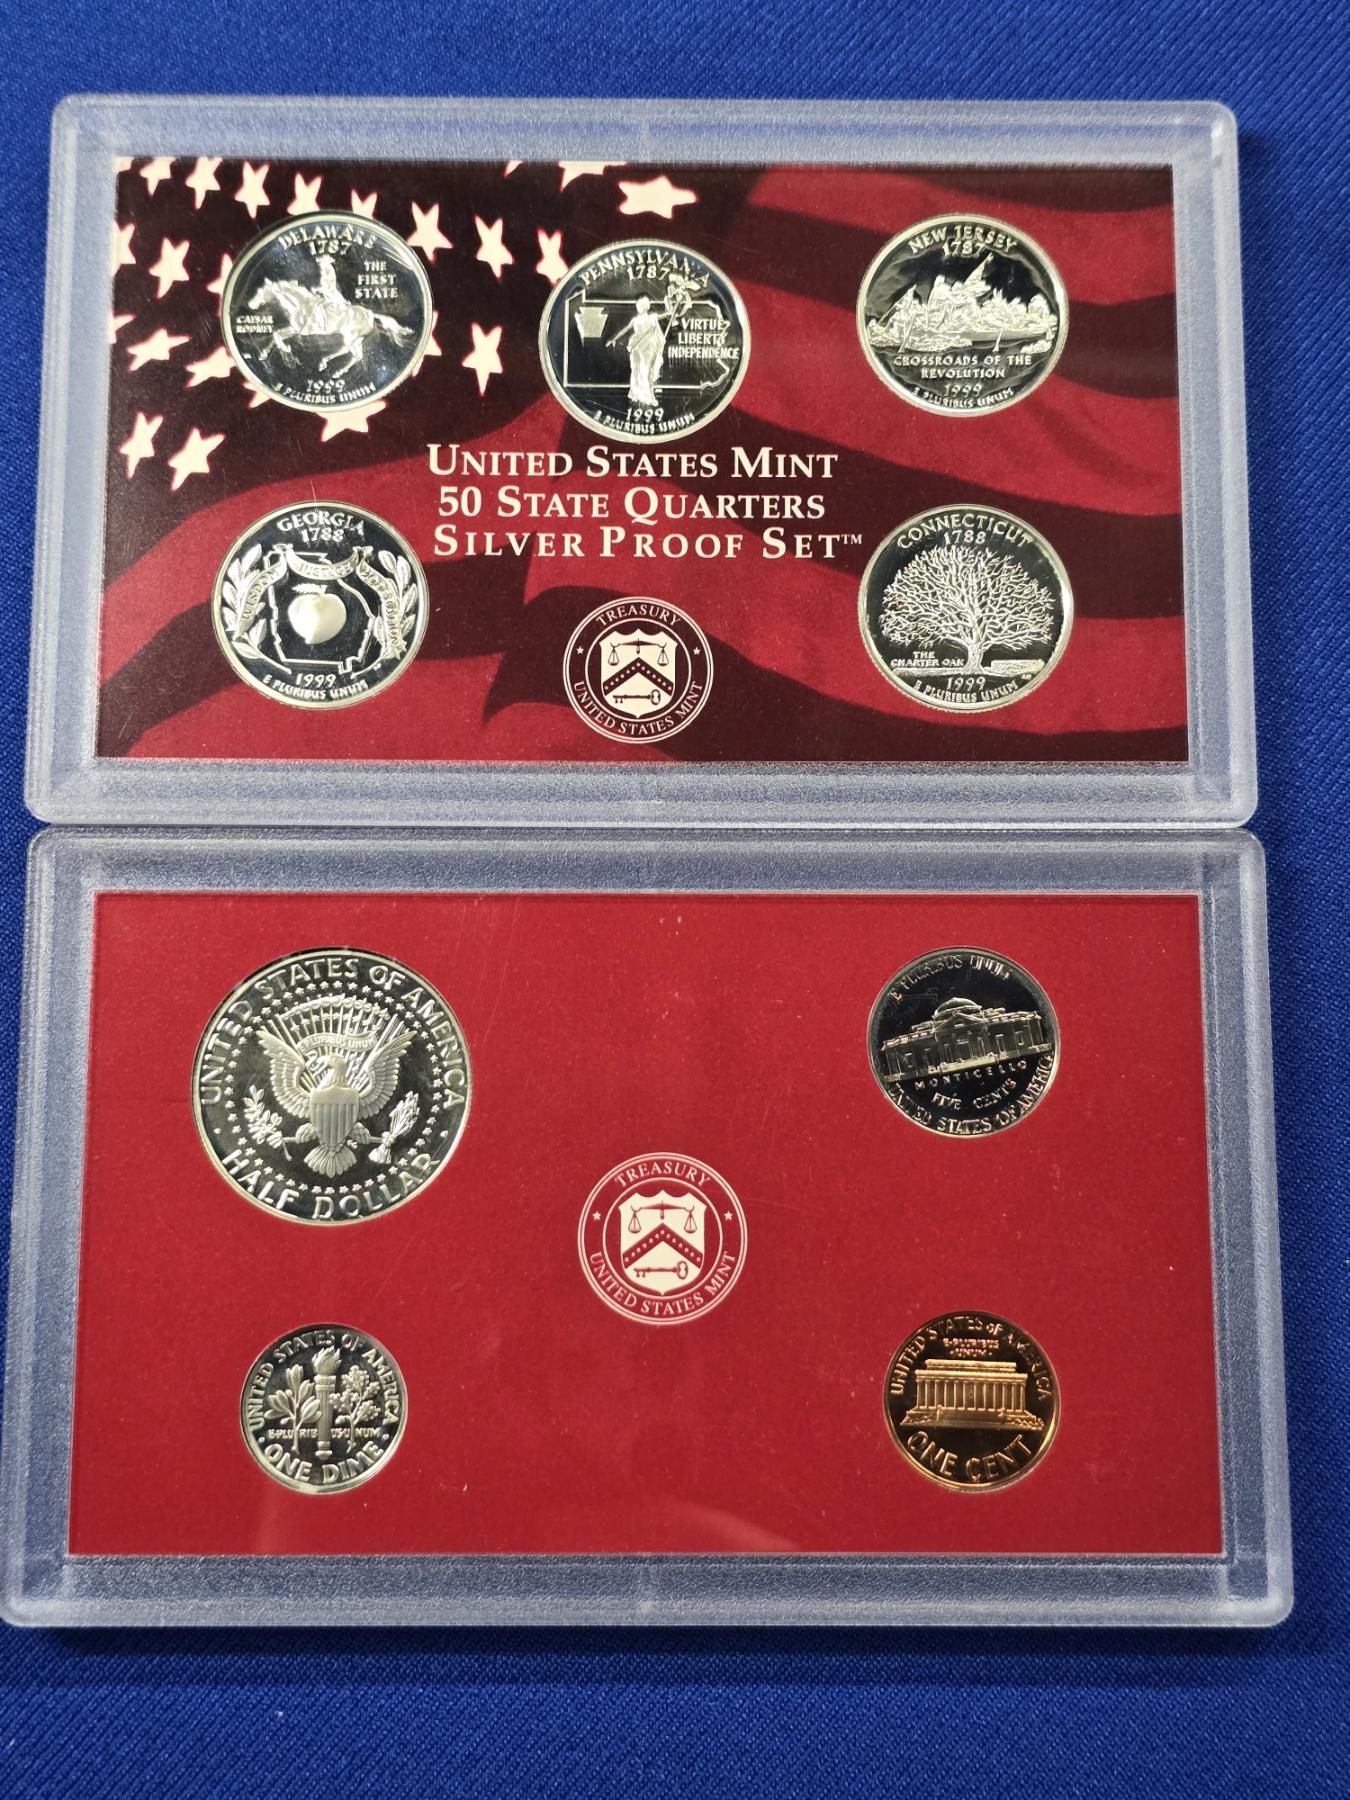 DELAWARE
1787
THE
FIRST
STATE
CAESAR
RODNEY
1999
E PLURIBUS UNUM
PENNSYLVANIA
1787
VIRTUE
LIBERTY
INDEPENDENCE
1999
E PLURIBUS UNUM
NEW JERSEY
1787
CROSSROADS OF THE
REVOLUTION
1999
E PLURIBUS UNUM
UNITED STATES MINT
50 STATE QUARTERS
SILVER PROOF SET™
GEORGIA
1788
WISDOM JUSTICE MODERATION
1999
E PLURIBUS UNUM
TREASURY
UNITED STATES MINT
CONNECTICUT
1788
THE
CHARTER OAK
1999
E PLURIBUS UNUM
UNITED STATES OF AMERICA
E PLURIBUS UNUM
HALF DOLLAR
E PLURIBUS UNUM
MONTICELLO
FIVE CENTS
UNITED STATES OF AMERICA
TREASURY
UNITED STATES MINT
UNITED STATES OF AMERICA
E·PLURIBUS·UNUM
ONE DIME
UNITED STATES OF AMERICA
E·PLURIBUS
·UNUM·
ONE CENT